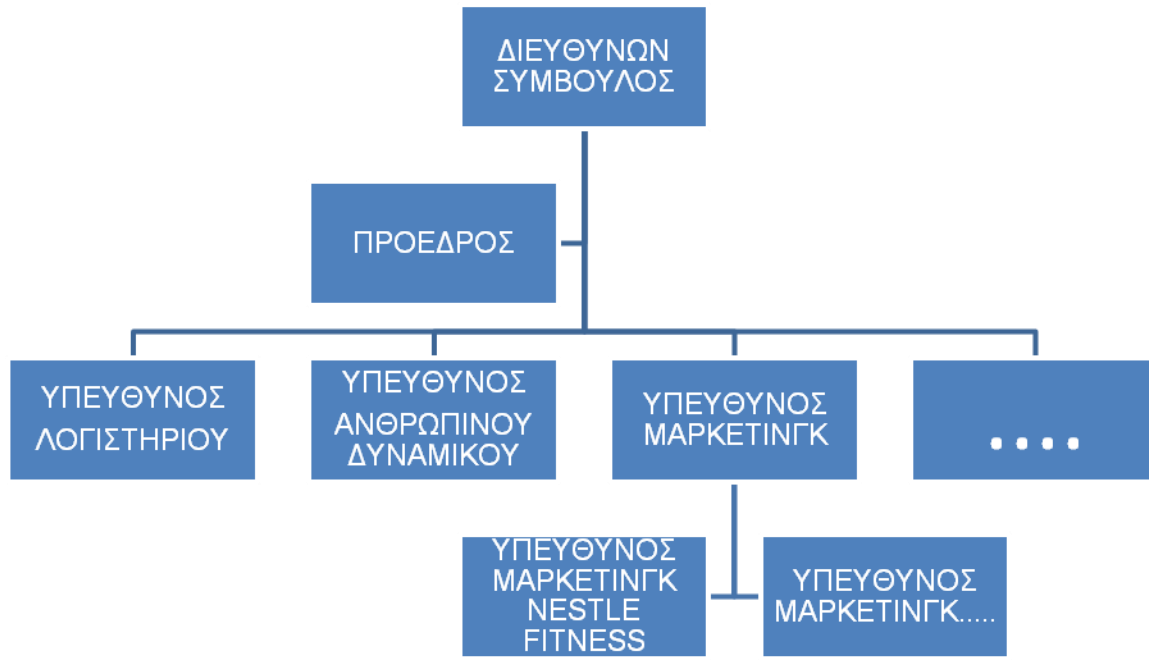 ΔΙΕΥΘΥΝΩΝ
ΣΥΜΒΟΥΛΟΣ
ΠΡΟΕΔΡΟΣ
ΥΠΕΥΘΥΝΟΣ
ΛΟΓΙΣΤΗΡΙΟΥ
ΥΠΕΥΘΥΝΟΣ
ΑΝΘΡΩΠΙΝΟΥ
ΔΥΝΑΜΙΚΟΥ
ΥΠΕΥΘΥΝΟΣ
ΜΑΡΚΕΤΙΝΓΚ
....
ΥΠΕΥΘΥΝΟΣ
ΜΑΡΚΕΤΙΝΓΚ
NESTLE
FITNESS
ΥΠΕΥΘΥΝΟΣ
ΜΑΡΚΕΤΙΝΓΚ.....